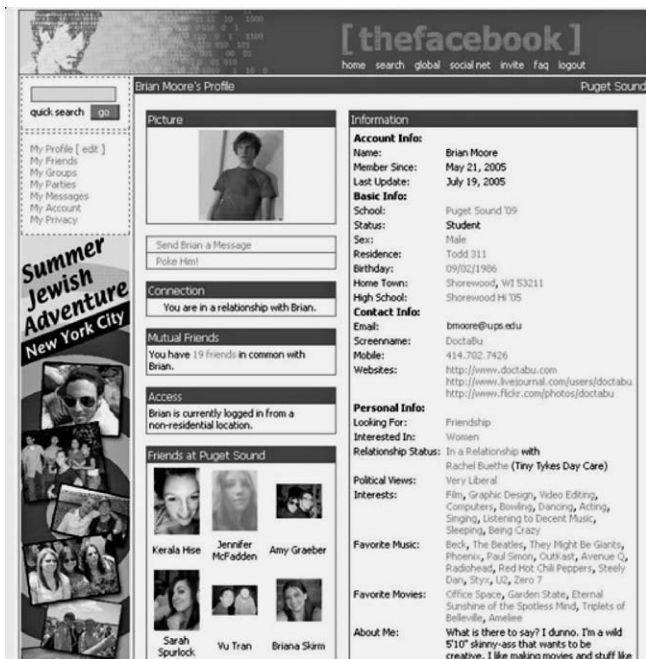 [thefacebook]
home search global social net invite faq logout
quick search go
My Profile [ edit ]
My Friends
My Groups
My Parties
My Messages
My Account
My Privacy
Summer
Jewish
Adventure
New York City
Brian Moore's Profile Puget Sound
Picture
Send Brian a Message
Poke Him!
Connection
You are in a relationship with Brian.
Mutual Friends
You have 19 friends in common with
Brian.
Access
Brian is currently logged in from a
non-residential location.
Friends at Puget Sound
Kerala Hise
Jennifer
McFadden
Amy Graeber
Sarah
Spurlock
Vu Tran
Briana Skirm
Information
Account Info:
Name: Brian Moore
Member Since: May 21, 2005
Last Update: July 19, 2005
Basic Info:
School: Puget Sound '09
Status: Student
Sex: Male
Residence: Todd 311
Birthday: 09/02/1986
Home Town: Shorewood, WI 53211
High School: Shorewood Hi '05
Contact Info:
Email: bmoore@ups.edu
Screenname: DoctaBu
Mobile: 414.702.7426
Websites: http://www.doctabu.com
http://www.livejournal.com/users/doctabu
http://www.flickr.com/photos/doctabu
Personal Info:
Looking For: Friendship
Interested In: Women
Relationship Status: In a Relationship with
Rachel Buethe (Tiny Tykes Day Care)
Political Views: Very Liberal
Interests: Film, Graphic Design, Video Editing,
Computers, Bowling, Dancing, Acting,
Singing, Listening to Decent Music,
Sleeping, Being Crazy
Favorite Music: Beck, The Beatles, They Might Be Giants,
Phoenix, Paul Simon, OutKast, Avenue Q,
Radiohead, Red Hot Chili Peppers, Steely
Dan, Styx, U2, Zero 7
Favorite Movies: Office Space, Garden State, Eternal
Sunshine of the Spotless Mind, Triplets of
Belleville, Ameliee
About Me: What is there to say? I dunno. I'm a wild
5'10" skinny-ass that wants to be
creative. I like making movies and stuff like